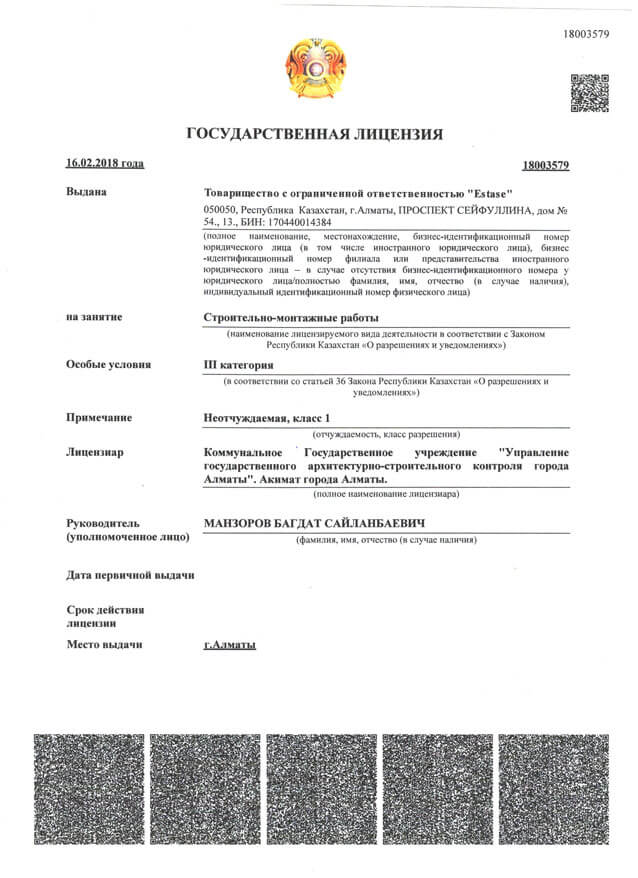 18003579
ГОСУДАРСТВЕННАЯ ЛИЦЕНЗИЯ
16.02.2018 года
18003579
Выдана
Товарищество с ограниченной ответственностью "Estase"
050050, Республика Казахстан, г.Алматы, ПРОСПЕКТ СЕЙФУЛЛИНА, дом №
54., 13., БИН: 170440014384
(полное наименование, местонахождение, бизнес-идентификационный номер
юридического лица (в том числе иностранного юридического лица), бизнес
-идентификационный номер филиала или представительства иностранного
юридического лица – в случае отсутствия бизнес-идентификационного номера у
юридического лица/полностью фамилия, имя, отчество (в случае наличия),
индивидуальный идентификационный номер физического лица)
на занятие
Строительно-монтажные работы
(наименование лицензируемого вида деятельности в соответствии с Законом
Республики Казахстан «О разрешениях и уведомлениях»)
Особые условия
III категория
(в соответствии со статьей 36 Закона Республики Казахстан «О разрешениях и
уведомлениях»)
Примечание
Неотчуждаемая, класс 1
(отчуждаемость, класс разрешения)
Лицензиар
Коммунальное Государственное учреждение "Управление
государственного архитектурно-строительного контроля города
Алматы". Акимат города Алматы.
(полное наименование лицензиара)
Руководитель
(уполномоченное лицо)
МАНЗОРОВ БАГДАТ САЙЛАНБАЕВИЧ
(фамилия, имя, отчество (в случае наличия)
Дата первичной выдачи
Срок действия
лицензии
Место выдачи
г.Алматы